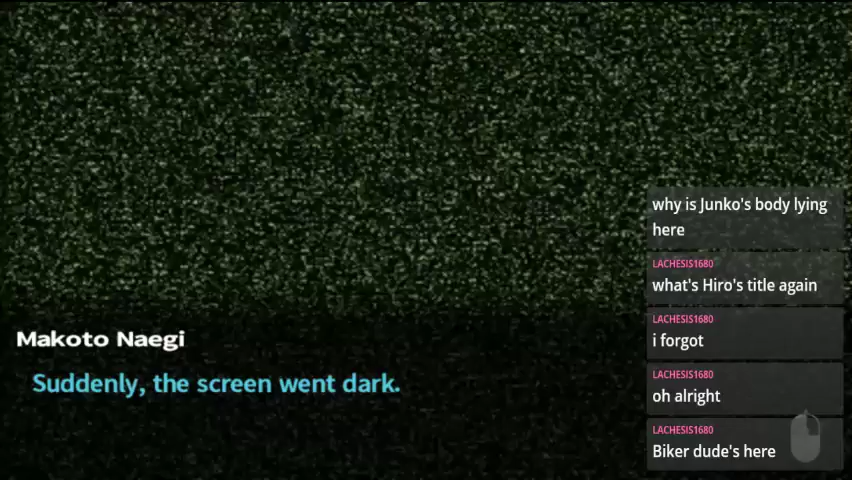 why is Junko's body lying
here
LACHESIS1680
what's Hiro's title again
LACHESIS1680
i forgot
LACHESIS1680
oh alright
LACHESIS1680
Biker dude's here
Makoto Naegi
Suddenly, the screen went dark.